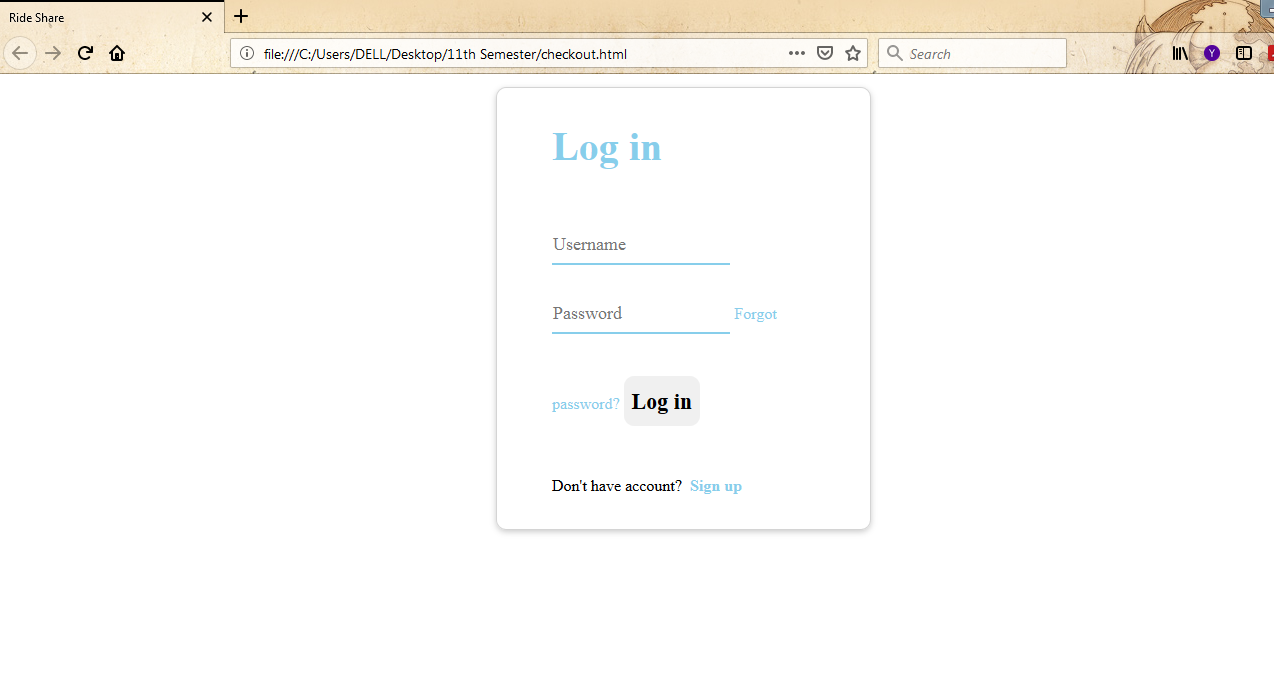 Ride Share
file:///C:/Users/DELL/Desktop/11th Semester/checkout.html
Search
Y
Log in
Username
Password Forgot
password? Log in
Don't have account? Sign up